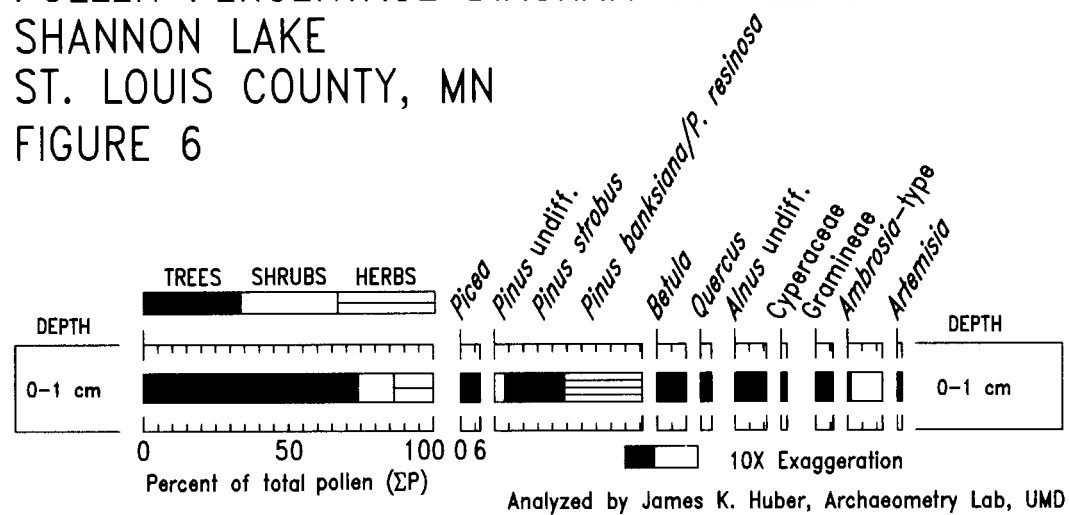 SHANNON LAKE
ST. LOUIS COUNTY, MN
FIGURE 6
TREES SHRUBS HERBS
Picea
Pinus undiff.
Pinus strobus
Pinus banksiana/P. resinosa
Betula
Quercus
Alnus undiff.
Cyperaceae
Gramineae
Ambrosia-type
Artemisia
DEPTH DEPTH
0-1 cm 0-1 cm
0 50 100 0 6
Percent of total pollen (ΣP)
10X Exaggeration
Analyzed by James K. Huber, Archaeometry Lab, UMD